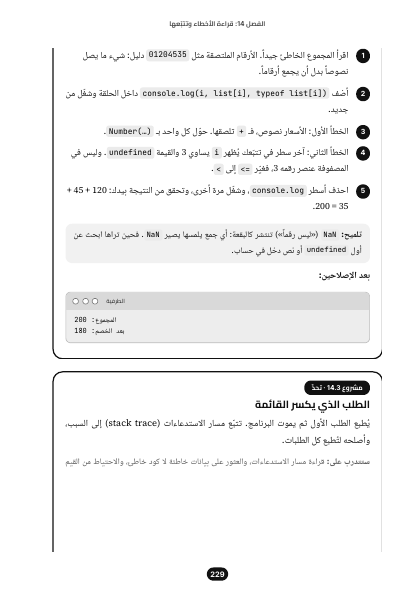 الفصل 14: قراءة الأخطاء وتتبّعها
1 اقرأ المجموع الخاطئ جيداً. الأرقام الملتصقة مثل 01204535 دليل: شيء ما يصل
نصوصاً بدل أن يجمع أرقاماً.
2 أضف console.log(i, list[i], typeof list[i]) داخل الحلقة وشغّل من
جديد.
3 الخطأ الأول: الأسعار نصوص، فـ + تلصقها. حوّل كل واحد بـ Number(…).
4 الخطأ الثاني: آخر سطر في تتبّعك يُظهر i يساوي 3 والقيمة undefined. وليس في
المصفوفة عنصر رقمه 3، فغيّر <= إلى <.
5 احذف أسطر console.log، وشغّل مرة أخرى، وتحقق من النتيجة بيدك: 120 + 45 +
35 = 200.
تلميح: NaN («ليس رقماً») تنتشر كالبقعة: أي جمع يلمسها يصير NaN. فحين تراها ابحث عن
أول undefined أو نص دخل في حساب.
بعد الإصلاحين:
الطرفية
المجموع: 200
بعد الخصم: 180
مشروع 14.3 · تحدٍّ
الطلب الذي يكسر القائمة
يُطبع الطلب الأول ثم يموت البرنامج. تتبّع مسار الاستدعاءات (stack trace) إلى السبب،
وأصلحه لتُطبع كل الطلبات.
ستتدرب على: قراءة مسار الاستدعاءات، والعثور على بيانات خاطئة لا كود خاطئ، والاحتياط من القيم
229